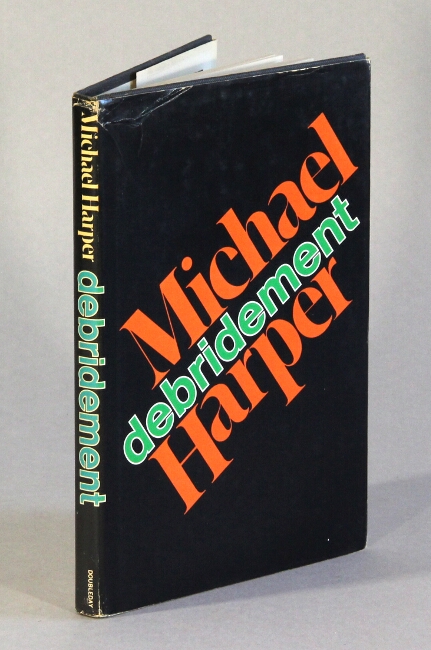 Michael
debridement
Harper
Michael Harper debridement
DOUBLEDAY